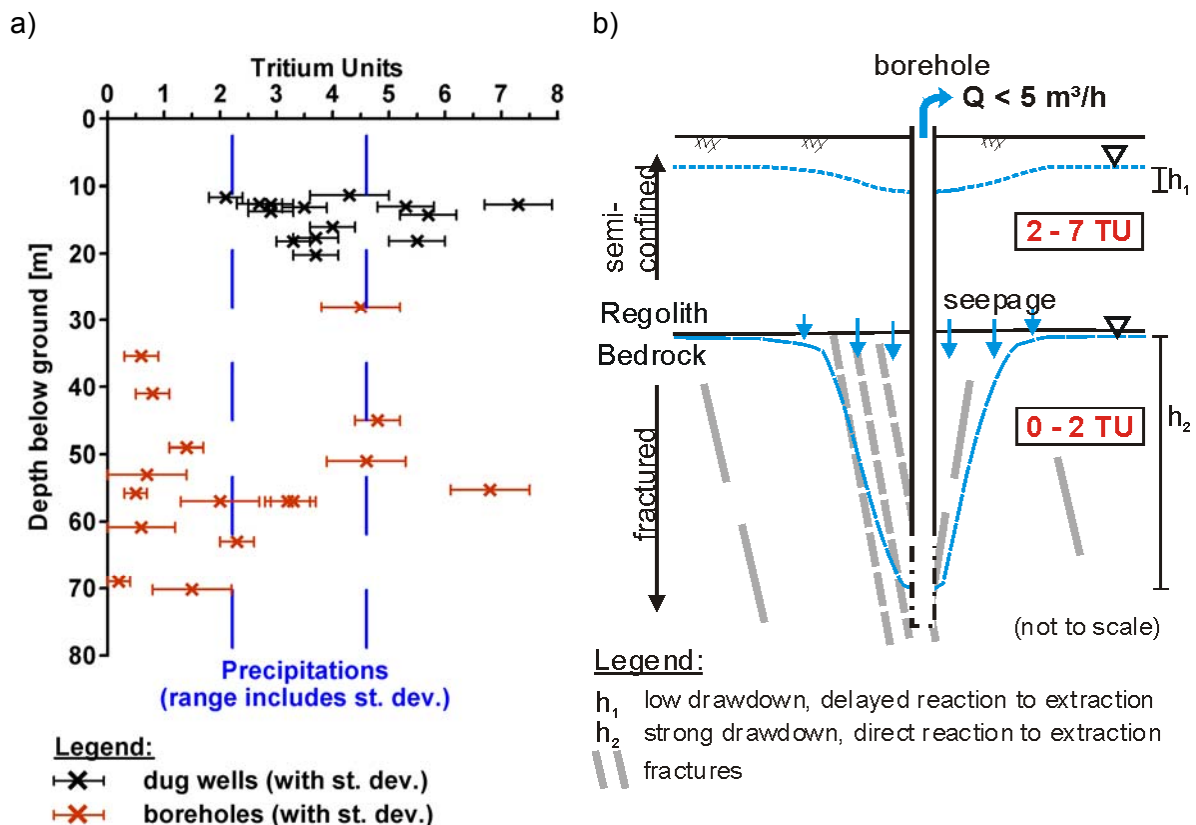 a)
Tritium Units
0 1 2 3 4 5 6 7 8
Depth below ground [m]
0
10
20
30
40
50
60
70
80
Precipitations
(range includes st. dev.)
Legend:
dug wells (with st. dev.)
boreholes (with st. dev.)
b)
borehole
Q < 5 m³/h
h₁
semi-
confined
2 - 7 TU
seepage
Regolith
Bedrock
fractured
0 - 2 TU
h₂
(not to scale)
Legend:
h₁ low drawdown, delayed reaction to extraction
h₂ strong drawdown, direct reaction to extraction
fractures